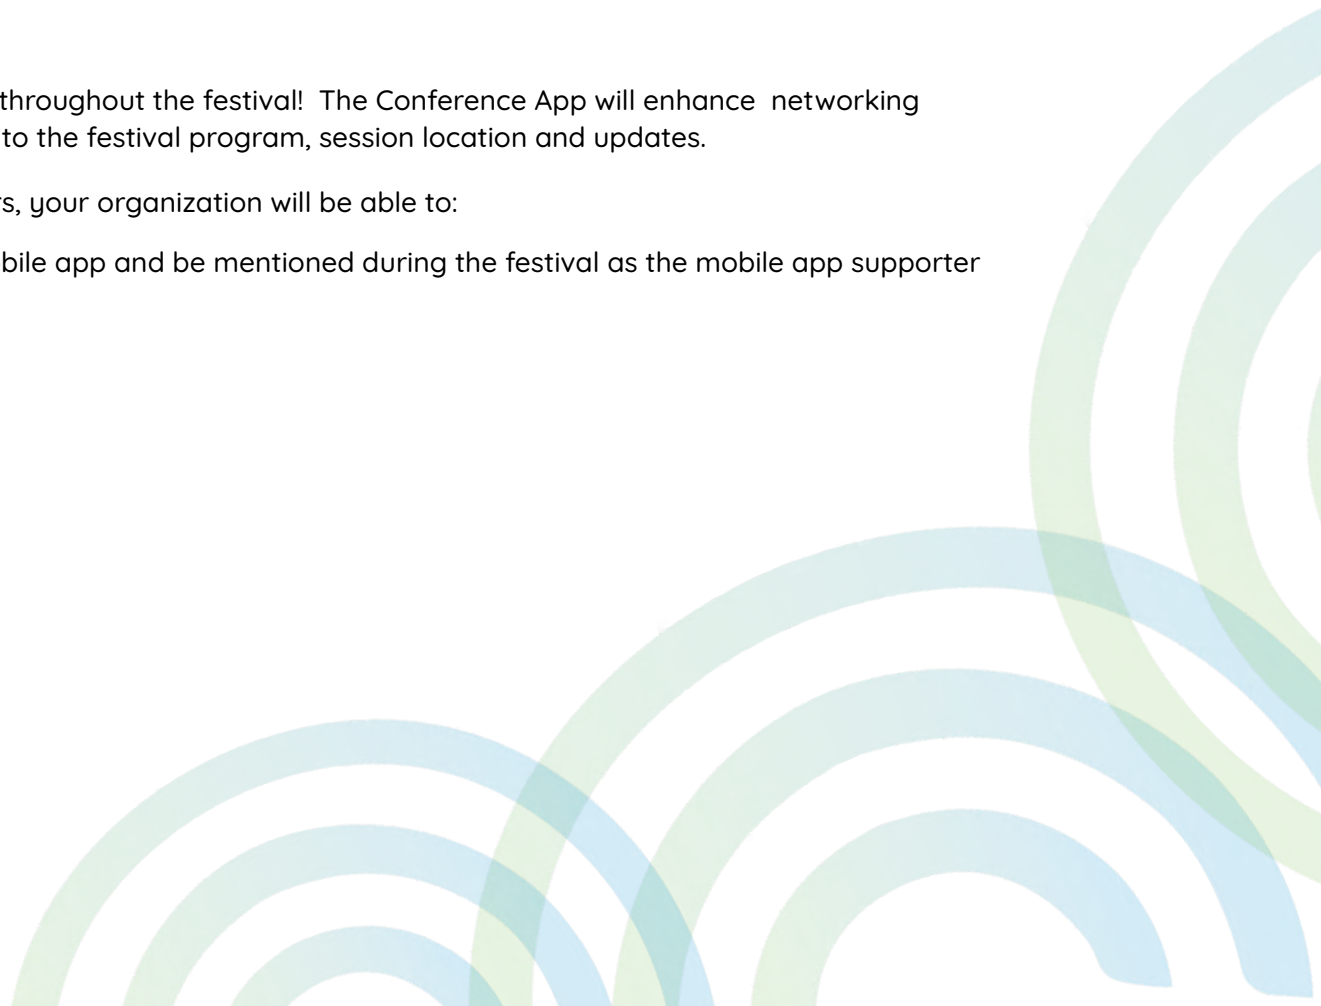 throughout the festival!  The Conference App will enhance  networking
to the festival program, session location and updates.
s, your organization will be able to:
bile app and be mentioned during the festival as the mobile app supporter